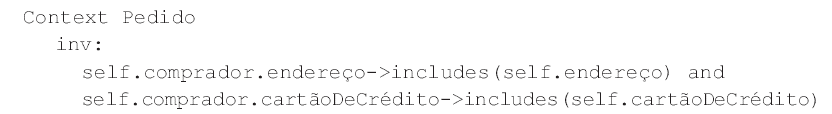 Context Pedido
inv:
self.comprador.endereço->includes(self.endereço) and
self.comprador.cartãoDeCrédito->includes(self.cartãoDeCrédito)